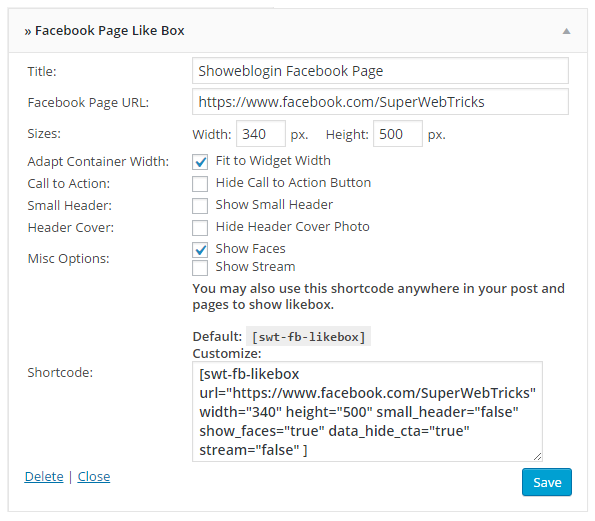 » Facebook Page Like Box
Title: Showeblogin Facebook Page
Facebook Page URL: https://www.facebook.com/SuperWebTricks
Sizes: Width: 340 px. Height: 500 px.
Adapt Container Width: Fit to Widget Width
Call to Action: Hide Call to Action Button
Small Header: Show Small Header
Header Cover: Hide Header Cover Photo
Misc Options: Show Faces
Show Stream
You may also use this shortcode anywhere in your post and
pages to show likebox.
Default: [swt-fb-likebox]
Customize:
Shortcode: [swt-fb-likebox
url="https://www.facebook.com/SuperWebTricks"
width="340" height="500" small_header="false"
show_faces="true" data_hide_cta="true"
stream="false" ]
Delete | Close Save